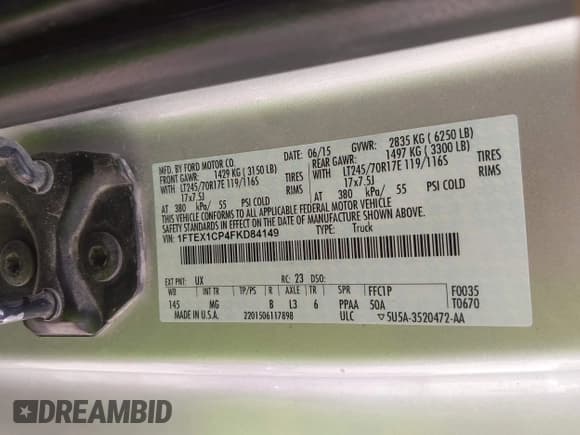 MFD. BY FORD MOTOR CO.
DATE: 06/15 GVWR: 2835 KG ( 6250 LB)
FRONT GAWR: 1429 KG ( 3150 LB) REAR GAWR: 1497 KG ( 3300 LB)
WITH LT245/70R17E 119/116S TIRES WITH LT245/70R17E 119/116S TIRES
17x7.5J RIMS 17x7.5J RIMS
AT 380 kPa/ 55 PSI COLD AT 380 kPa/ 55 PSI COLD
THIS VEHICLE CONFORMS TO ALL APPLICABLE FEDERAL MOTOR VEHICLE
SAFETY STANDARDS IN EFFECT ON THE DATE OF MANUFACTURE SHOWN ABOVE.
VIN: 1FTEX1CP4FKD84149 TYPE: Truck
EXT PNT: UX RC: 23 DSO:
WB INT TR TP/PS R AXLE TR SPR FFC1P F0035
145 MG B L3 6 PPAA 50A T0670
MADE IN U.S.A. 2201506117898 ULC ▽5U5A-3520472-AA
DREAMBID